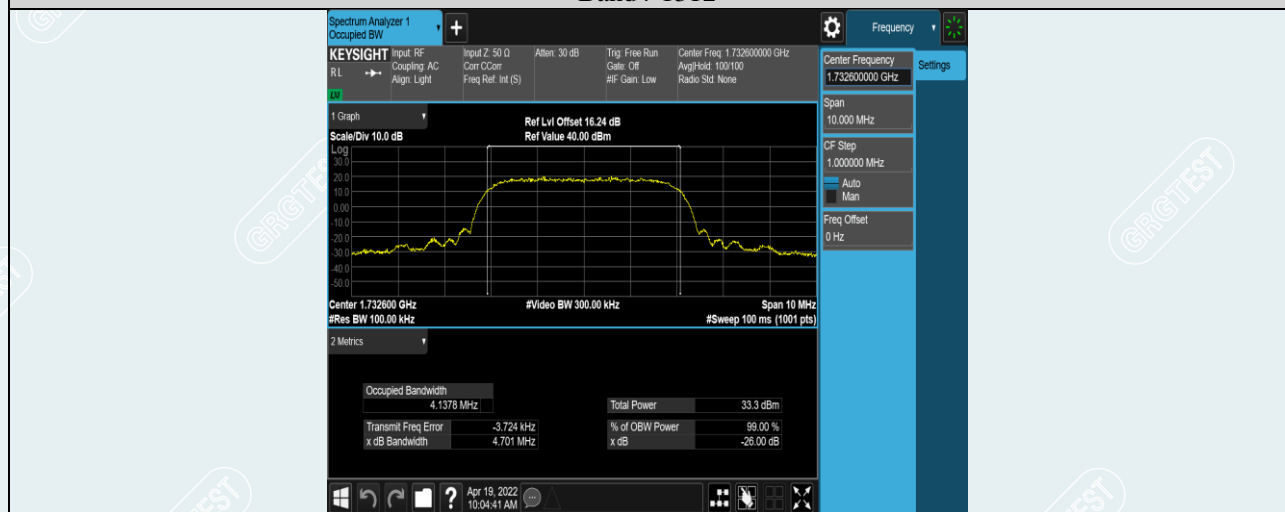 Spectrum Analyzer 1
Occupied BW
+
Frequency
KEYSIGHT
R L
Input: RF
Coupling: AC
Align: Light
Input Z: 50 Ω
Corr CCorr
Freq Ref: Int (S)
Atten: 30 dB
Trig: Free Run
Gate: Off
#IF Gain: Low
Center Freq: 1.732600000 GHz
Avg|Hold: 100/100
Radio Std: None
Center Frequency
1.732600000 GHz
Settings
Span
10.000 MHz
CF Step
1.000000 MHz
Auto
Man
Freq Offset
0 Hz
1 Graph
Ref Lvl Offset 16.24 dB
Scale/Div 10.0 dB
Ref Value 40.00 dBm
Log
30.0
20.0
10.0
0.00
-10.0
-20.0
-30.0
-40.0
-50.0
Center 1.732600 GHz
#Video BW 300.00 kHz
Span 10 MHz
#Res BW 100.00 kHz
#Sweep 100 ms (1001 pts)
2 Metrics
Occupied Bandwidth
4.1378 MHz
Total Power 33.3 dBm
Transmit Freq Error -3.724 kHz
% of OBW Power 99.00 %
x dB Bandwidth 4.701 MHz
x dB -26.00 dB
?
Apr 19, 2022
10:04:41 AM
GRGTEST
GRGTEST
GRGTEST